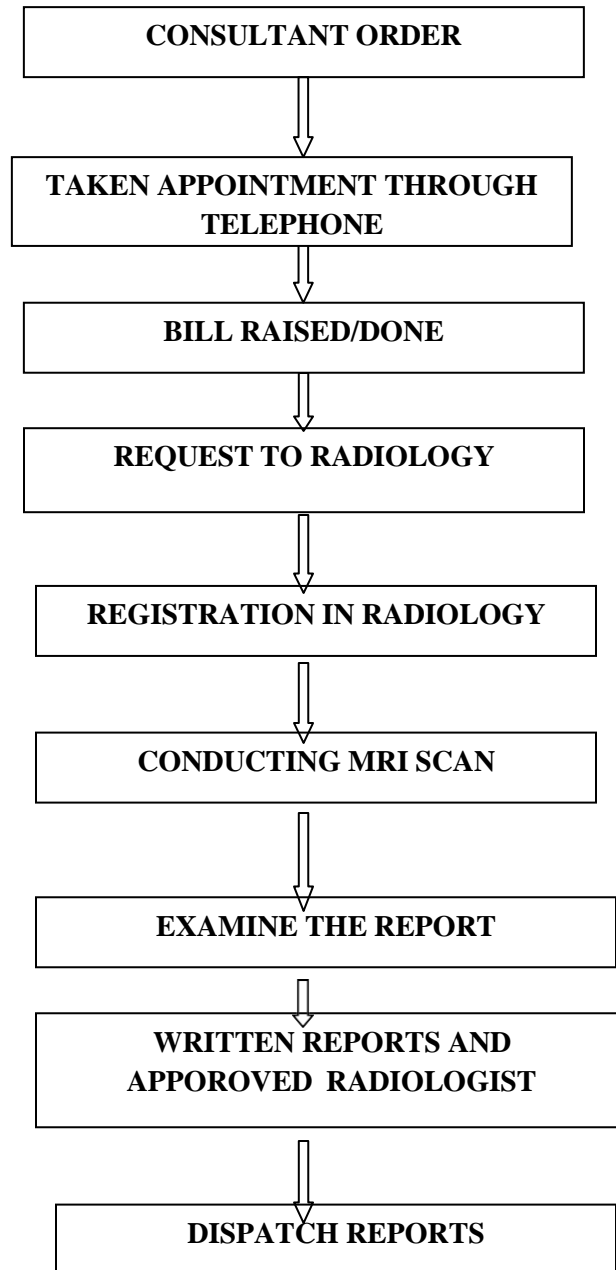 CONSULTANT ORDER
TAKEN APPOINTMENT THROUGH
TELEPHONE
BILL RAISED/DONE
REQUEST TO RADIOLOGY
REGISTRATION IN RADIOLOGY
CONDUCTING MRI SCAN
EXAMINE THE REPORT
WRITTEN REPORTS AND
APPOROVED RADIOLOGIST
DISPATCH REPORTS